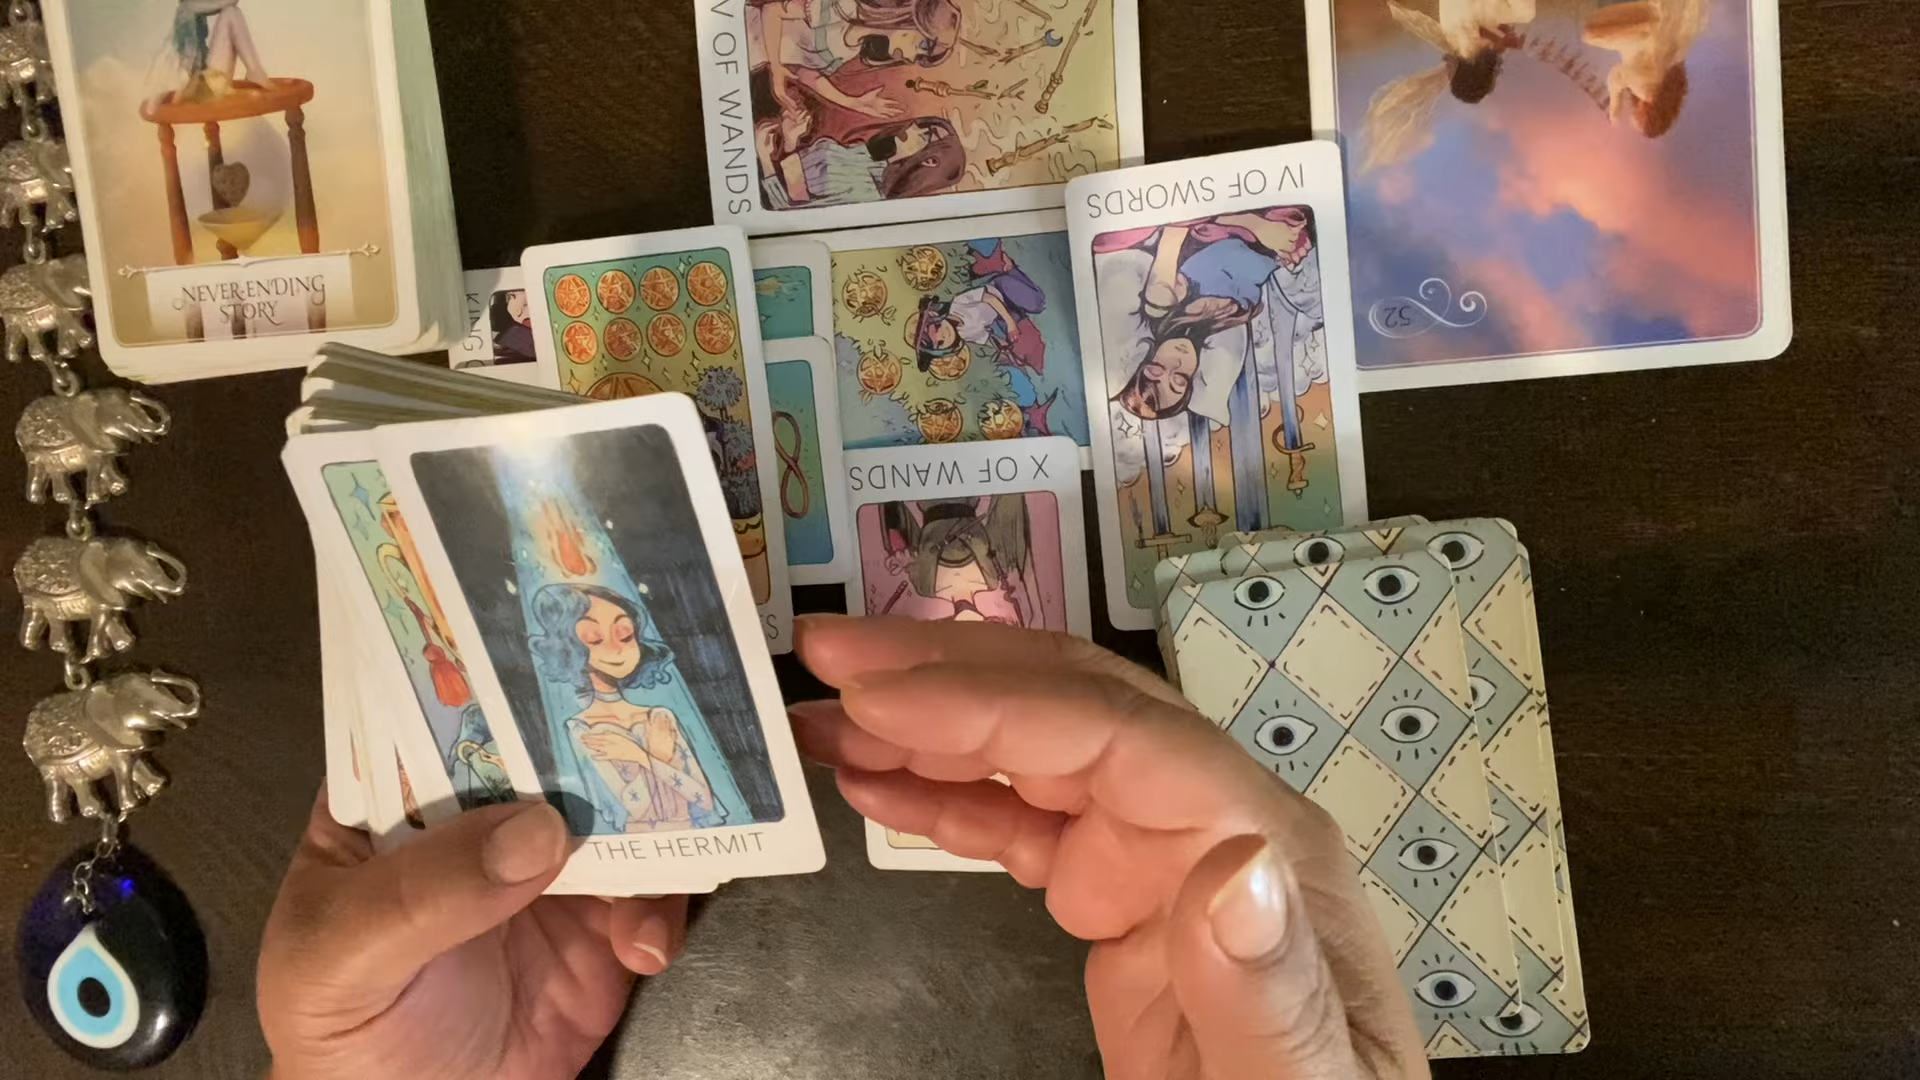 NEVER-ENDING
STORY
V OF WANDS
IV OF SWORDS
52
KING
X OF WANDS
THE HERMIT